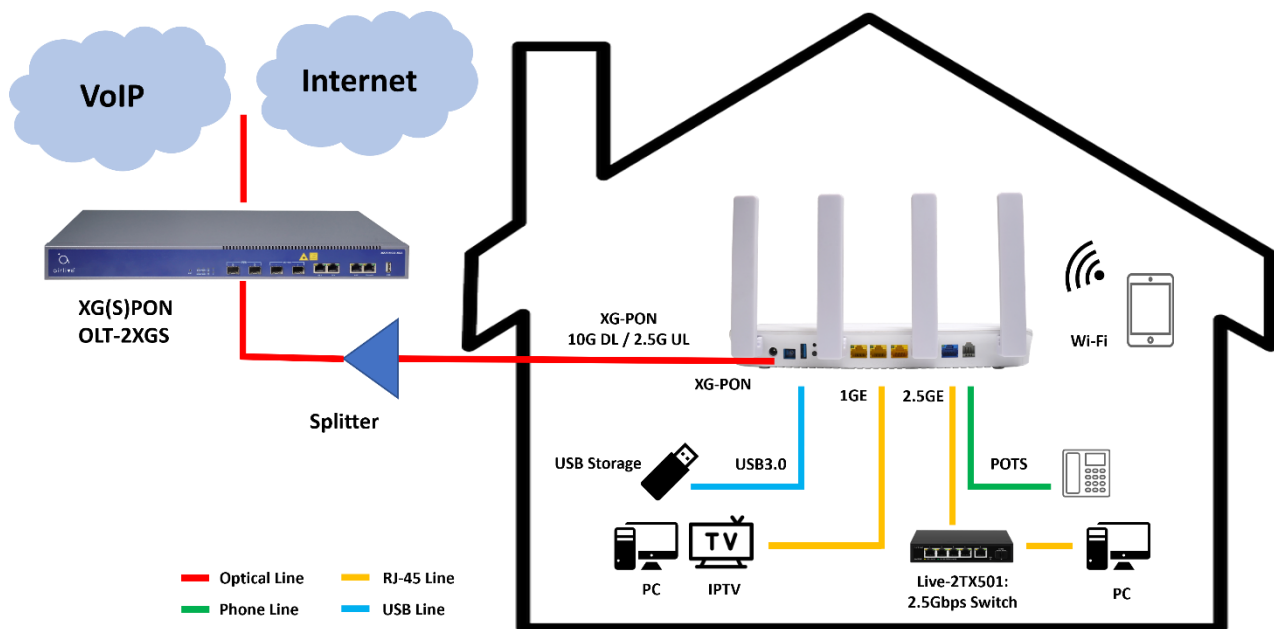 VoIP
Internet
airlive
XG(S)PON
OLT-2XGS
Splitter
XG-PON
10G DL / 2.5G UL
XG-PON
1GE
2.5GE
Wi-Fi
USB Storage
USB3.0
POTS
TV
PC
IPTV
Live-2TX501:
2.5Gbps Switch
PC
Optical Line
RJ-45 Line
Phone Line
USB Line